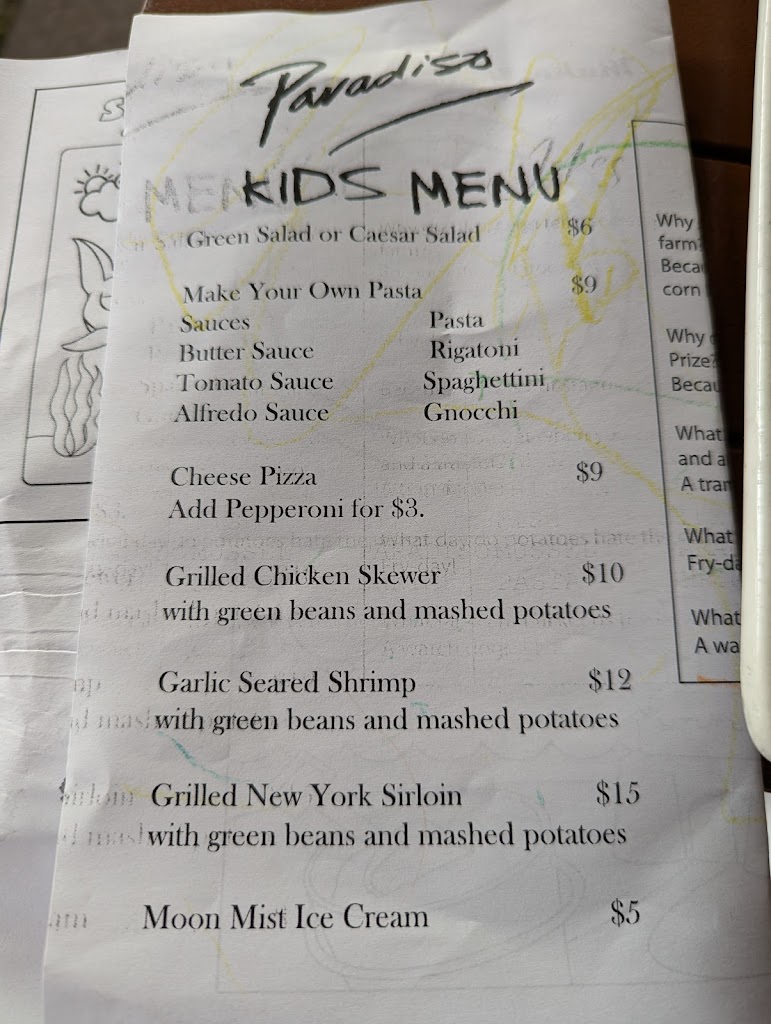 Paradiso
KIDS MENU
Green Salad or Caesar Salad $6
Make Your Own Pasta $9
Sauces Pasta
Butter Sauce Rigatoni
Tomato Sauce Spaghettini
Alfredo Sauce Gnocchi
Cheese Pizza $9
Add Pepperoni for $3.
Grilled Chicken Skewer $10
with green beans and mashed potatoes
Garlic Seared Shrimp $12
with green beans and mashed potatoes
Grilled New York Sirloin $15
with green beans and mashed potatoes
Moon Mist Ice Cream $5
Why
farm
Beca
corn
Why
Prize?
Becau
What
and a
A tran
What
Fry-da
What
A wa